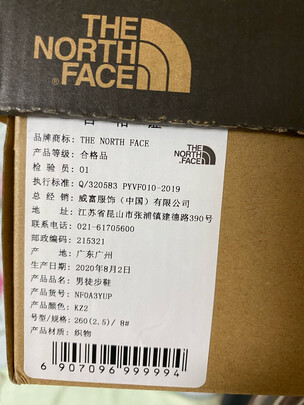 THE
NORTH
FACE
合格证
品牌商标: THE NORTH FACE
产品等级: 合格品
检 验 员: 01
执行标准: Q/320583 PYVF010-2019
总 经 销: 威富服饰（中国）有限公司
地 址: 江苏省昆山市张浦镇建德路390号
联系电话: 021-61705600
邮政编码: 215321
产 地: 广东广州
生产日期: 2020年8月2日
产品名称: 男徒步鞋
产品货号: NF0A3YUP
产品颜色: KZ2
号型/规格: 260(2.5)/ 8#
产品材质: 织物
6 907096 999994
THE
NORTH
FACE